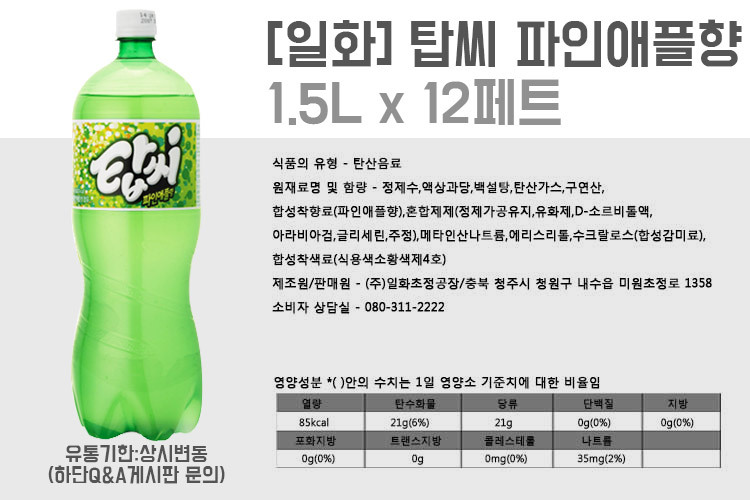 [일화] 탑씨 파인애플향
1.5L x 12페트
탑씨
파인애플향
식품의 유형 - 탄산음료
원재료명 및 함량 - 정제수,액상과당,백설탕,탄산가스,구연산,
합성착향료(파인애플향),혼합제제(정제가공유지,유화제,D-소르비톨액,
아라비아검,글리세린,주정),메타인산나트륨,에리스리톨,수크랄로스(합성감미료),
합성착색료(식용색소황색제4호)
제조원/판매원 - (주)일화초정공장/충북 청주시 청원구 내수읍 미원초정로 1358
소비자 상담실 - 080-311-2222
영양성분 *( )안의 수치는 1일 영양소 기준치에 대한 비율임
열량 탄수화물 당류 단백질 지방
85kcal 21g(6%) 21g 0g(0%) 0g(0%)
포화지방 트랜스지방 콜레스테롤 나트륨
0g(0%) 0g 0mg(0%) 35mg(2%)
유통기한:상시변동
(하단Q&A게시판 문의)